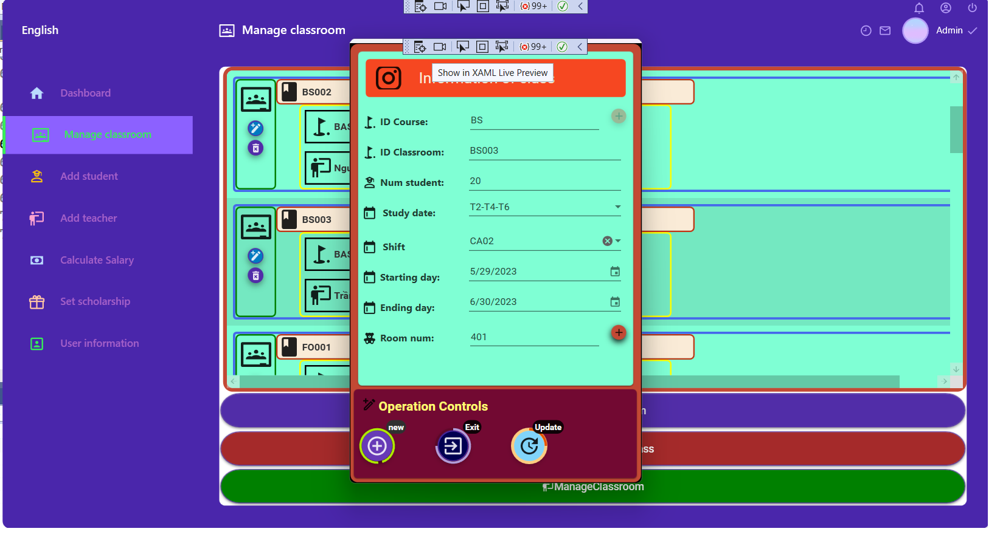 99+
English
Manage classroom
Admin
99+
Show in XAML Live Preview
Dashboard
Manage classroom
Add student
Add teacher
Calculate Salary
Set scholarship
User information
BS002
BAS
Ngu
BS003
BAS
Trầ
FO001
ID Course:
BS
ID Classroom:
BS003
Num student:
20
Study date:
T2-T4-T6
Shift
CA02
Starting day:
5/29/2023
Ending day:
6/30/2023
Room num:
401
Operation Controls
new
Exit
Update
ManageClassroom